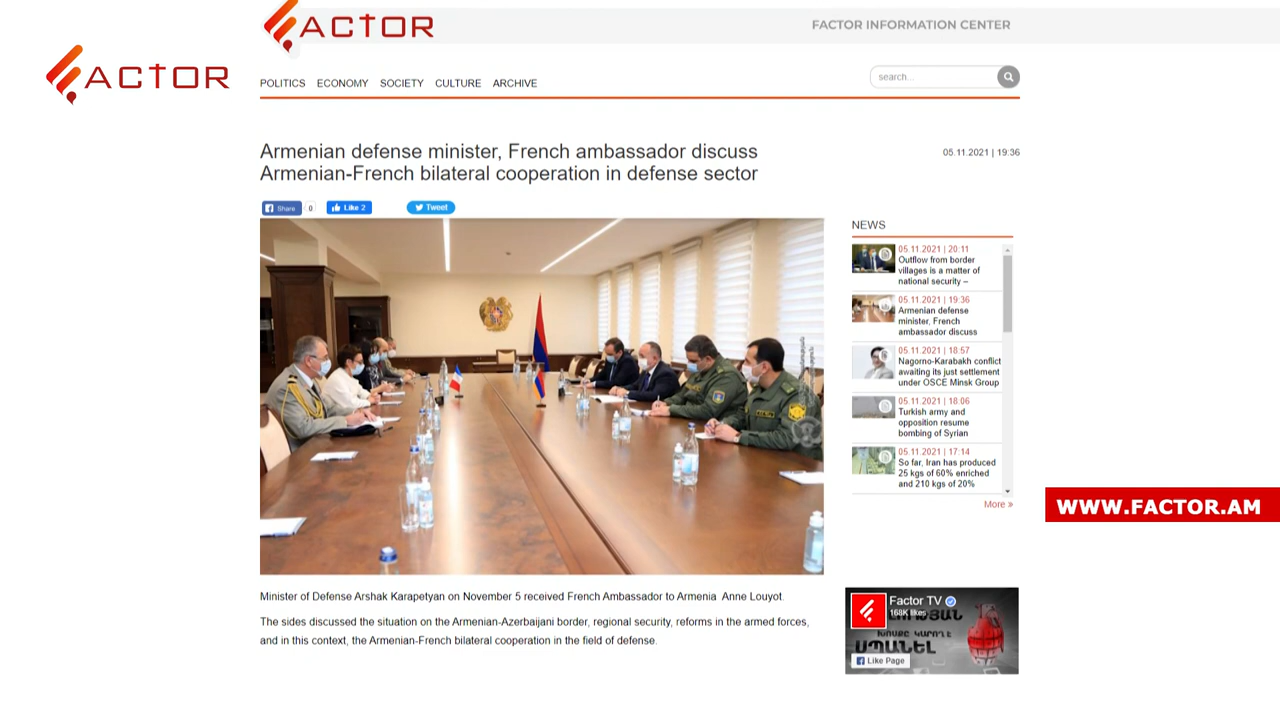 ACTOR
FACTOR INFORMATION CENTER
ACTOR
POLITICS ECONOMY SOCIETY CULTURE ARCHIVE
search...
Armenian defense minister, French ambassador discuss
Armenian-French bilateral cooperation in defense sector
05.11.2021 | 19:36
Share 0 Like 2 Tweet
NEWS
05.11.2021 | 20:11
Outflow from border
villages is a matter of
national security –
05.11.2021 | 19:36
Armenian defense
minister, French
ambassador discuss
05.11.2021 | 18:57
Nagorno-Karabakh conflict
awaiting its just settlement
under OSCE Minsk Group
05.11.2021 | 18:06
Turkish army and
opposition resume
bombing of Syrian
05.11.2021 | 17:14
So far, Iran has produced
25 kgs of 60% enriched
and 210 kgs of 20%
More »
WWW.FACTOR.AM
Minister of Defense Arshak Karapetyan on November 5 received French Ambassador to Armenia Anne Louyot.
The sides discussed the situation on the Armenian-Azerbaijani border, regional security, reforms in the armed forces,
and in this context, the Armenian-French bilateral cooperation in the field of defense.
Factor TV
168K likes
ԽՈՍՔԸ ԿԱՐՈՂ Է
ՍՊԱՆԵԼ
Like Page